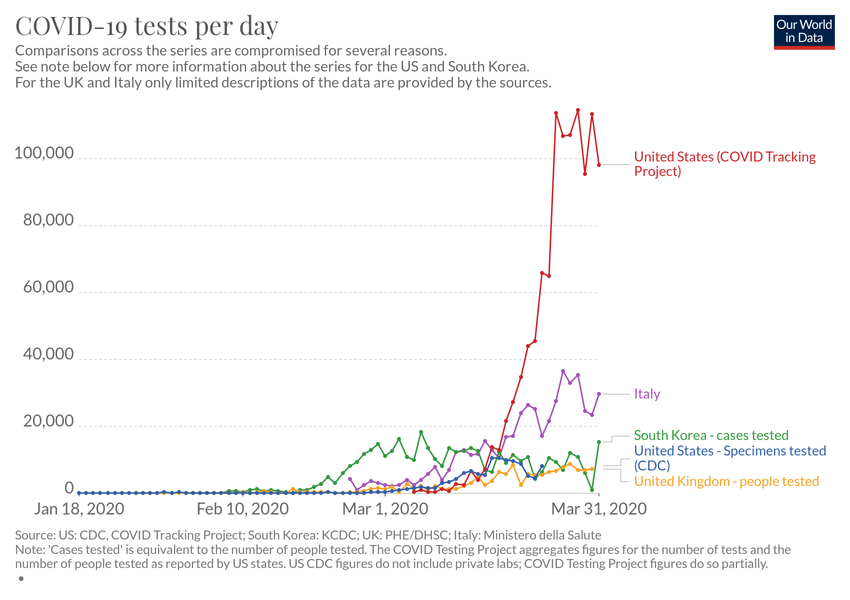 COVID-19 tests per day
Our World
in Data
Comparisons across the series are compromised for several reasons.
See note below for more information about the series for the US and South Korea.
For the UK and Italy only limited descriptions of the data are provided by the sources.
100,000
80,000
60,000
40,000
20,000
0
United States (COVID Tracking
Project)
Italy
South Korea - cases tested
United States - Specimens tested
(CDC)
United Kingdom - people tested
Jan 18, 2020
Feb 10, 2020
Mar 1, 2020
Mar 31, 2020
Source: US: CDC, COVID Tracking Project; South Korea: KCDC; UK: PHE/DHSC; Italy: Ministero della Salute
Note: 'Cases tested' is equivalent to the number of people tested. The COVID Testing Project aggregates figures for the number of tests and the
number of people tested as reported by US states. US CDC figures do not include private labs; COVID Testing Project figures do so partially.